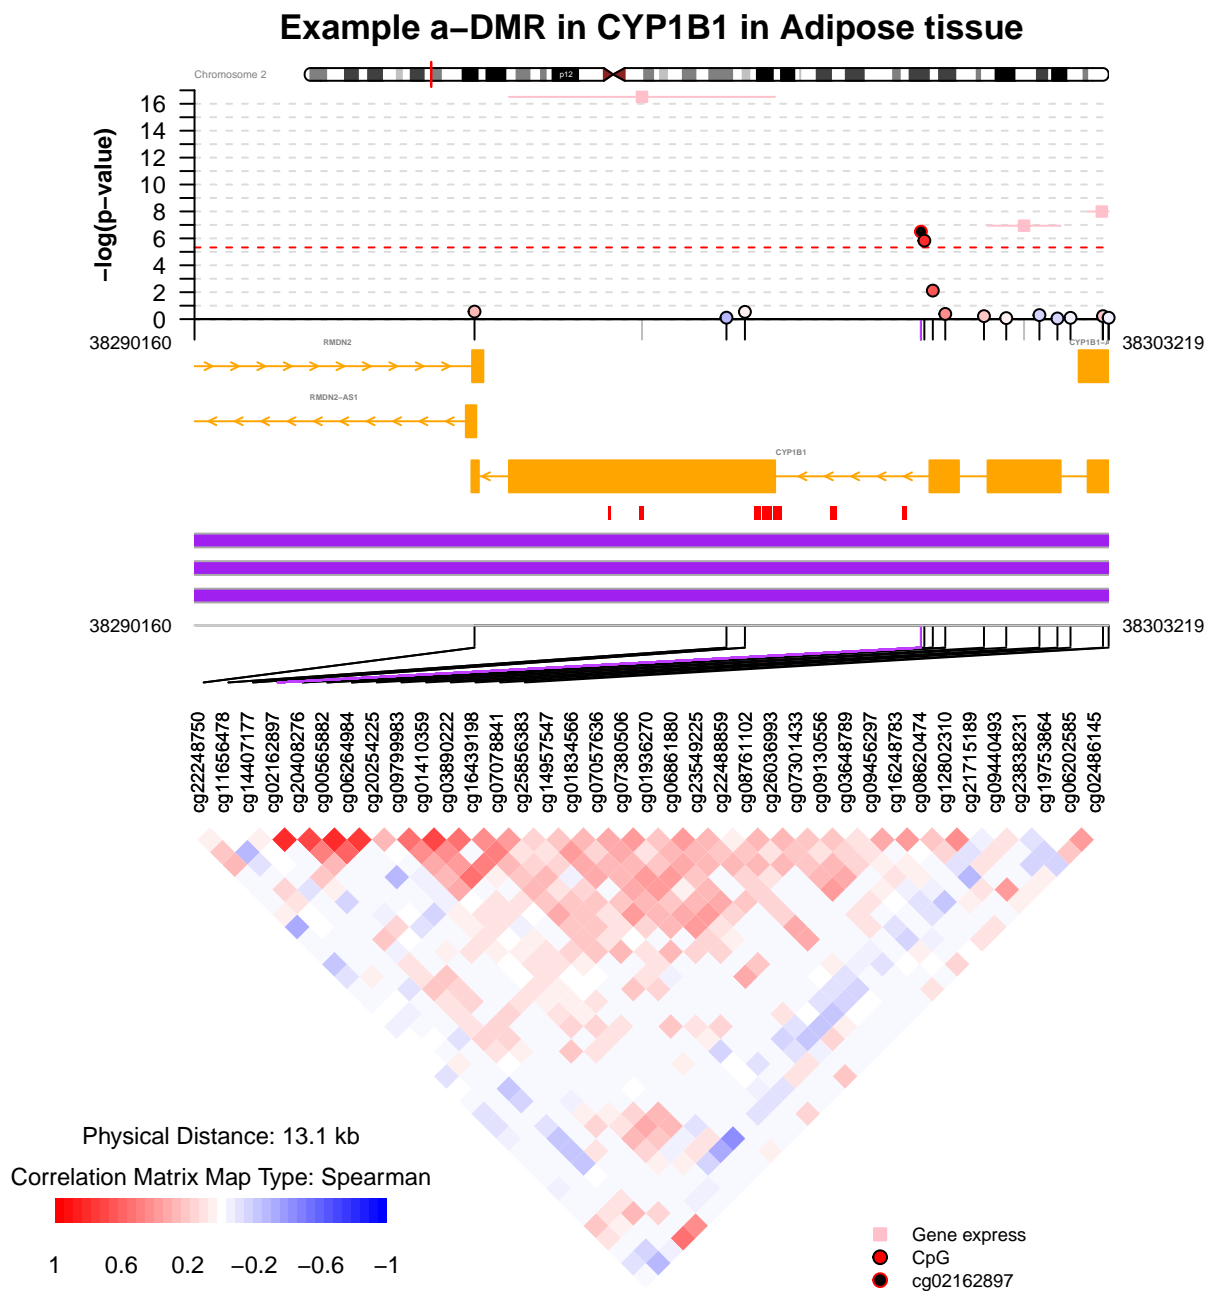 Example a−DMR in CYP1B1 in Adipose tissue
Chromosome 2
p12
−log(p−value)
16
14
12
10
8
6
4
2
0
38290160
38303219
RMDN2
CYP1B1−A
RMDN2−AS1
CYP1B1
38290160
38303219
cg22248750
cg11656478
cg14407177
cg02162897
cg20408276
cg00565882
cg06264984
cg20254225
cg09799983
cg01410359
cg03890222
cg16439198
cg07078841
cg25856383
cg14957547
cg01834566
cg07057636
cg07380506
cg01936270
cg06861880
cg23549225
cg22488859
cg08761102
cg26036993
cg07301433
cg09130556
cg03648789
cg09456297
cg16248783
cg08620474
cg12802310
cg21715189
cg09440493
cg23838231
cg19753864
cg06202585
cg02486145
Physical Distance: 13.1 kb
Correlation Matrix Map Type: Spearman
1 0.6 0.2 −0.2 −0.6 −1
Gene express
CpG
cg02162897